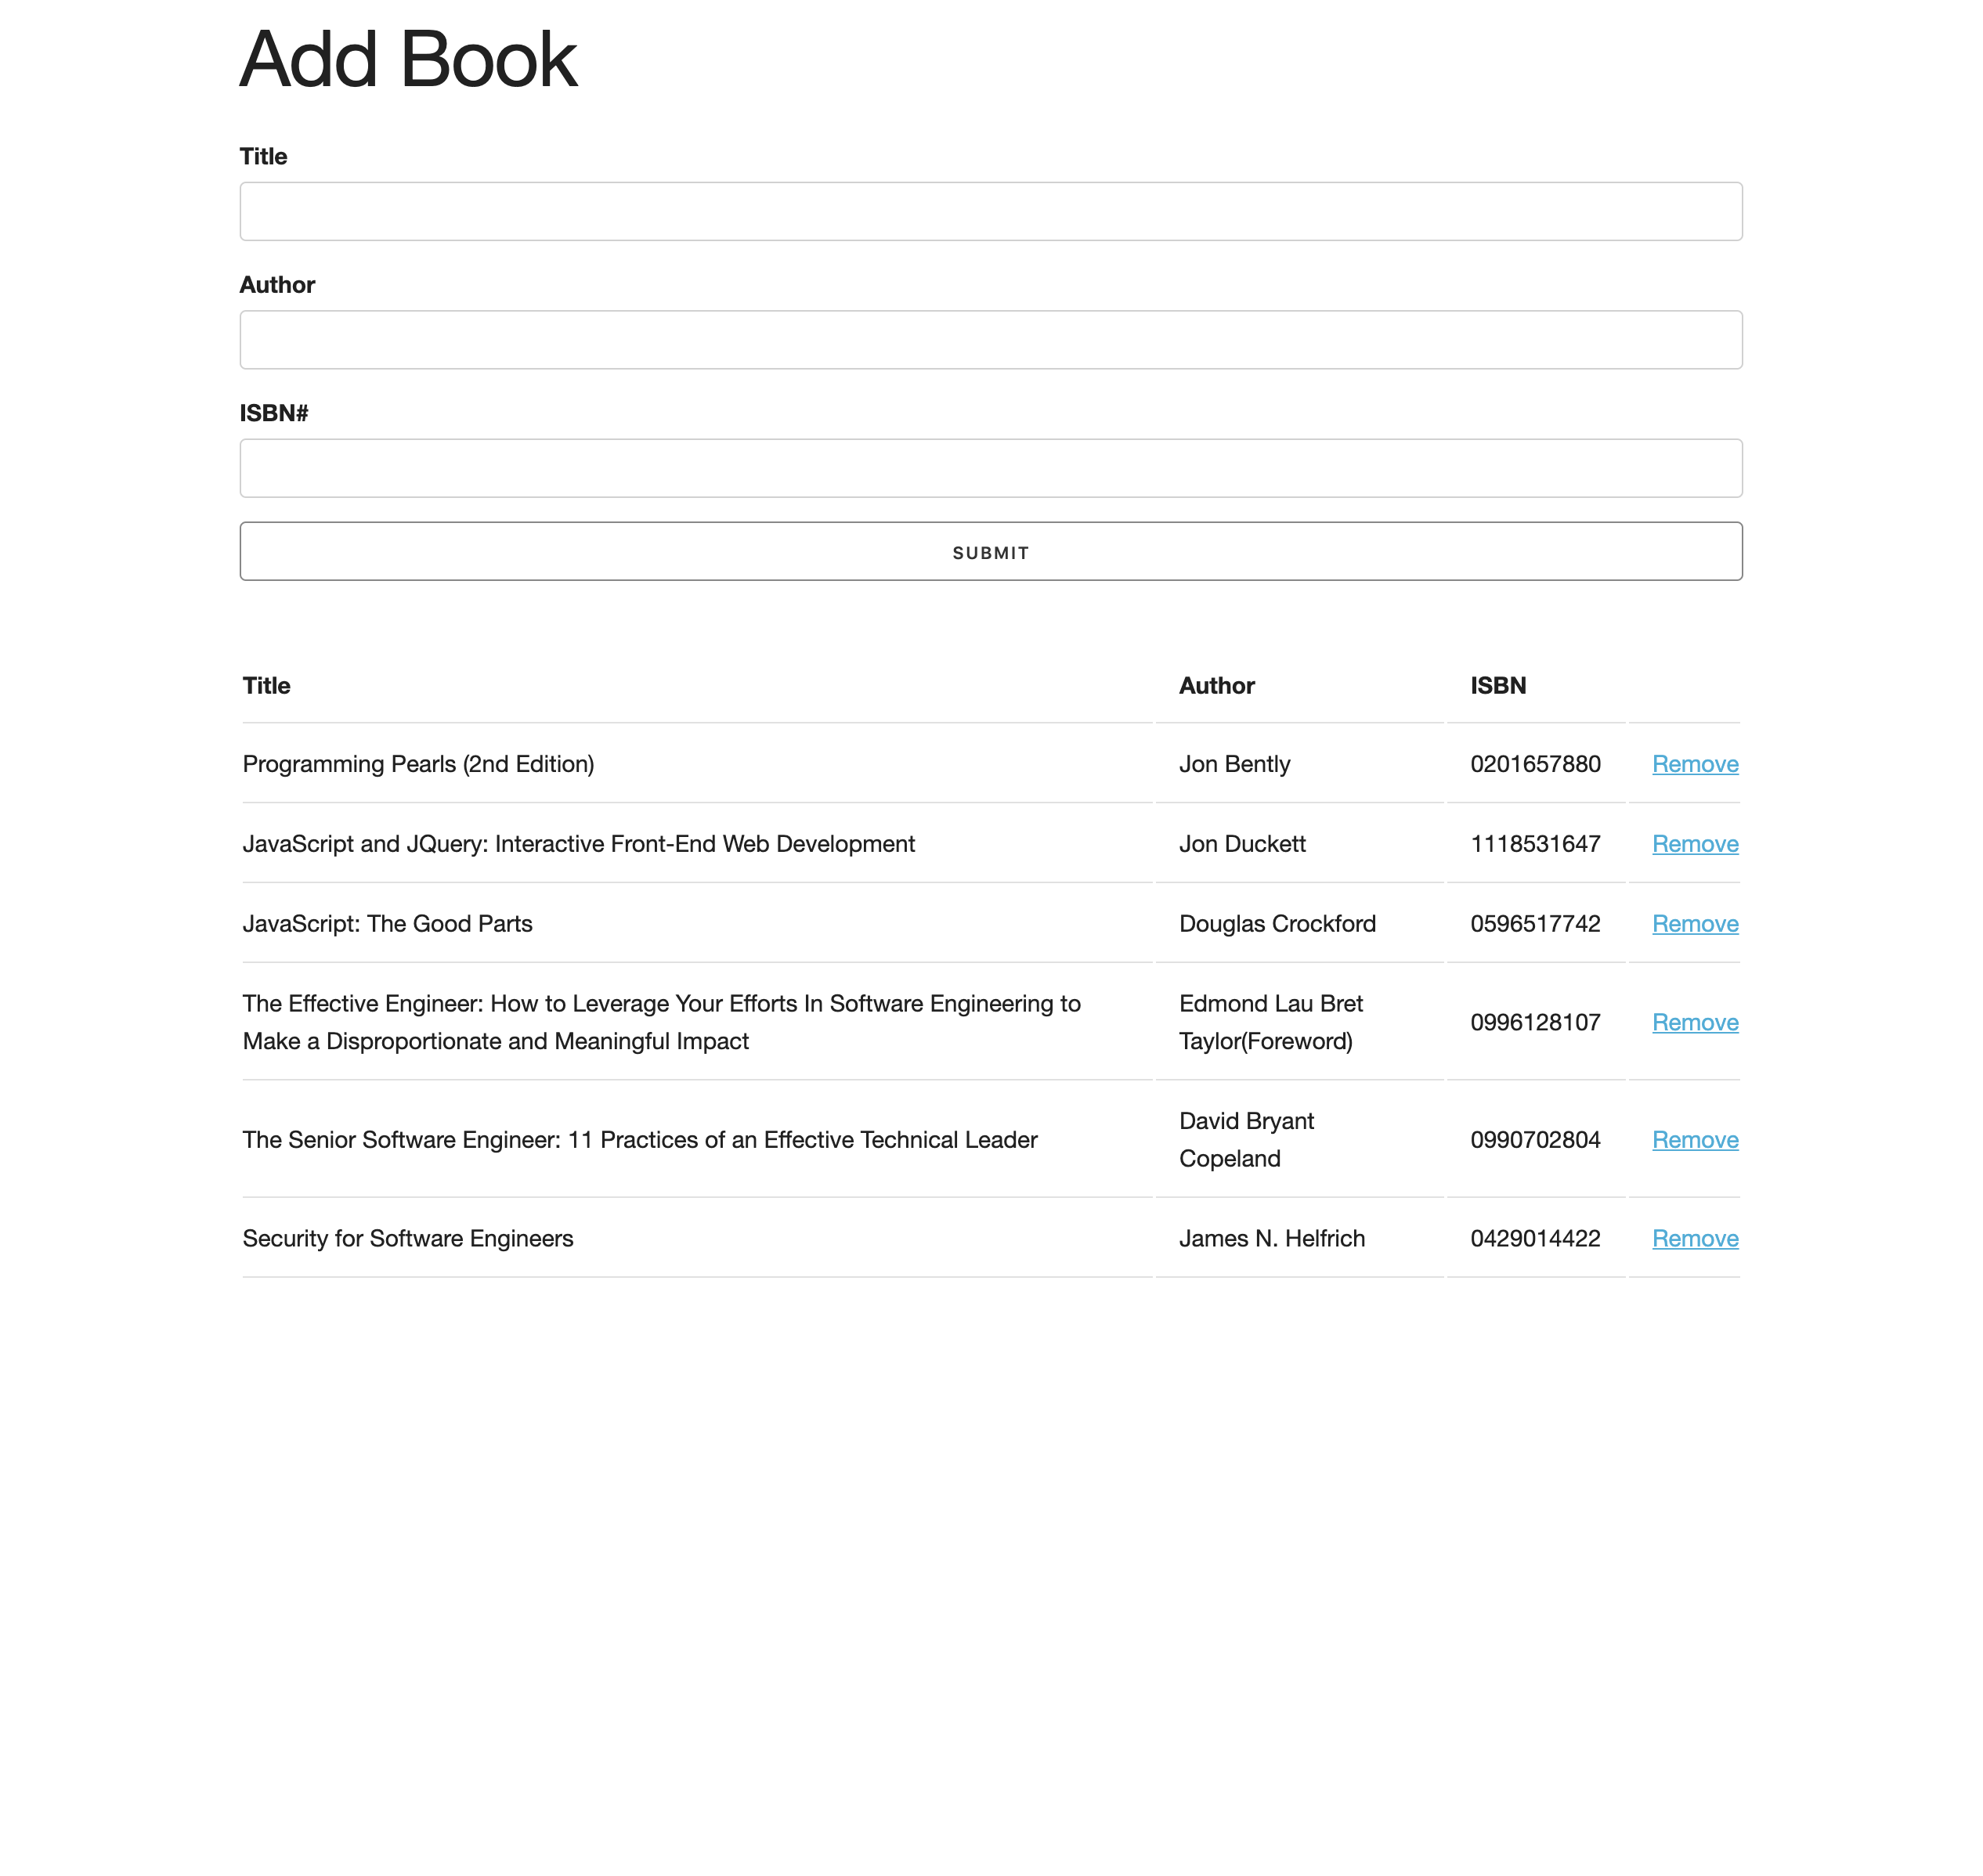 Add Book
Title
Author
ISBN#
SUBMIT
Title Author ISBN
Programming Pearls (2nd Edition) Jon Bently 0201657880 Remove
JavaScript and JQuery: Interactive Front-End Web Development Jon Duckett 1118531647 Remove
JavaScript: The Good Parts Douglas Crockford 0596517742 Remove
The Effective Engineer: How to Leverage Your Efforts In Software Engineering to
Make a Disproportionate and Meaningful Impact
Edmond Lau Bret
Taylor(Foreword)
0996128107 Remove
The Senior Software Engineer: 11 Practices of an Effective Technical Leader
David Bryant
Copeland
0990702804 Remove
Security for Software Engineers James N. Helfrich 0429014422 Remove